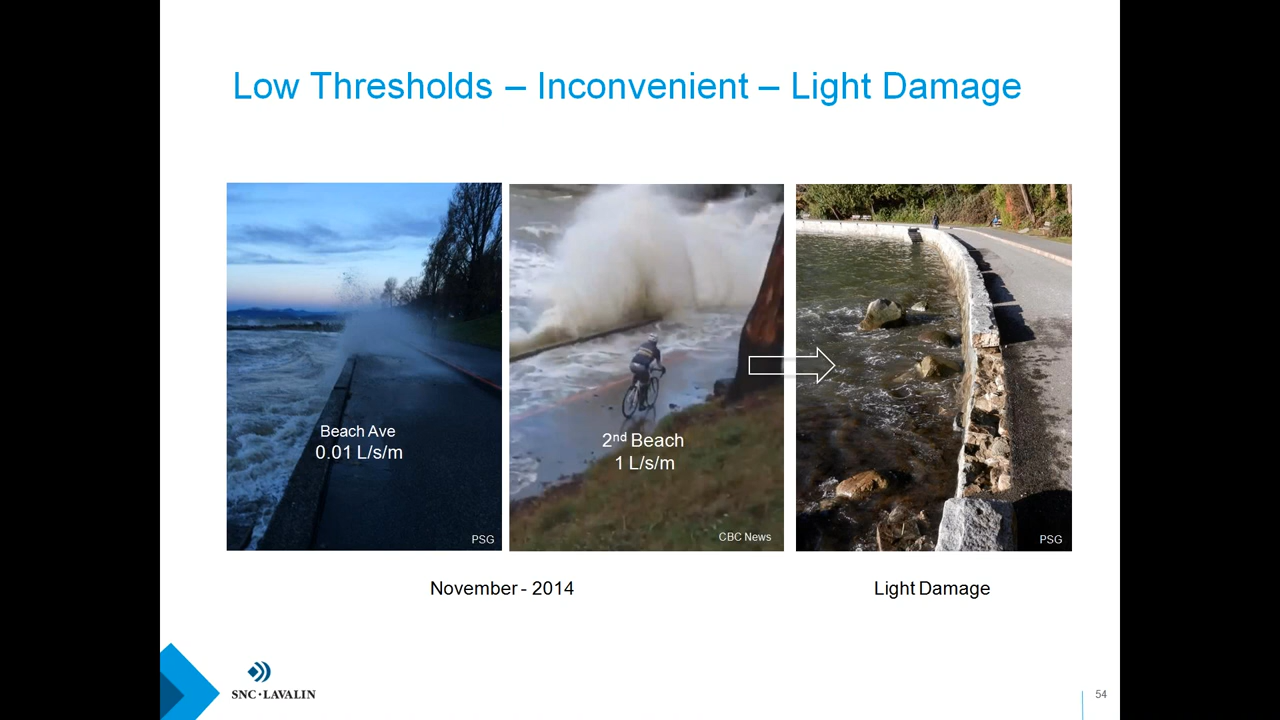 Low Thresholds – Inconvenient – Light Damage
Beach Ave
0.01 L/s/m
PSG
2nd Beach
1 L/s/m
CBC News
PSG
November - 2014
Light Damage
SNC·LAVALIN
54